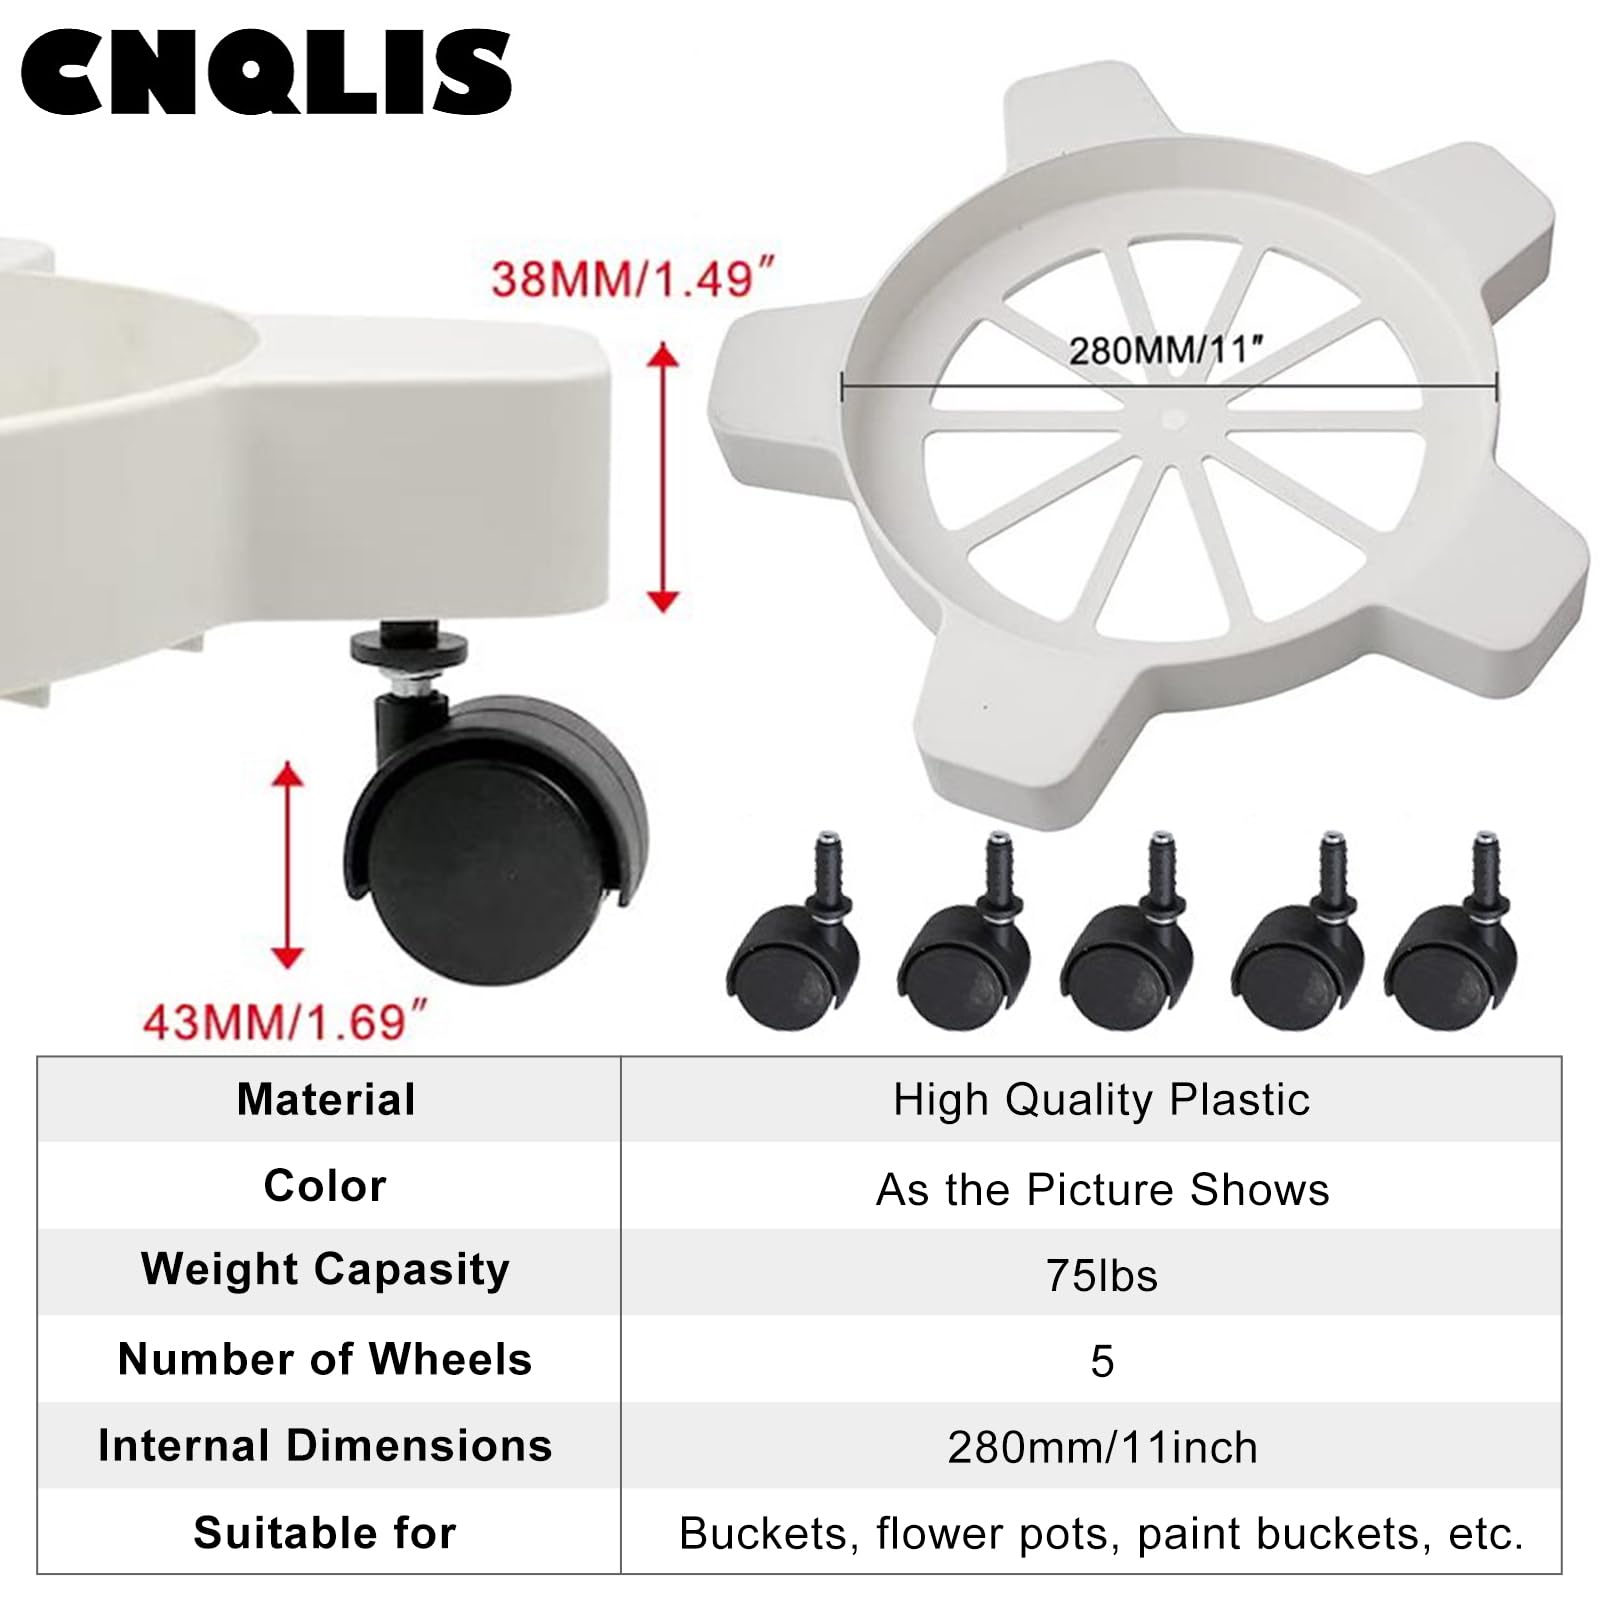 CNQLIS
38MM/1.49″
280MM/11″
43MM/1.69″
Material High Quality Plastic
Color As the Picture Shows
Weight Capasity 75lbs
Number of Wheels 5
Internal Dimensions 280mm/11inch
Suitable for Buckets, flower pots, paint buckets, etc.